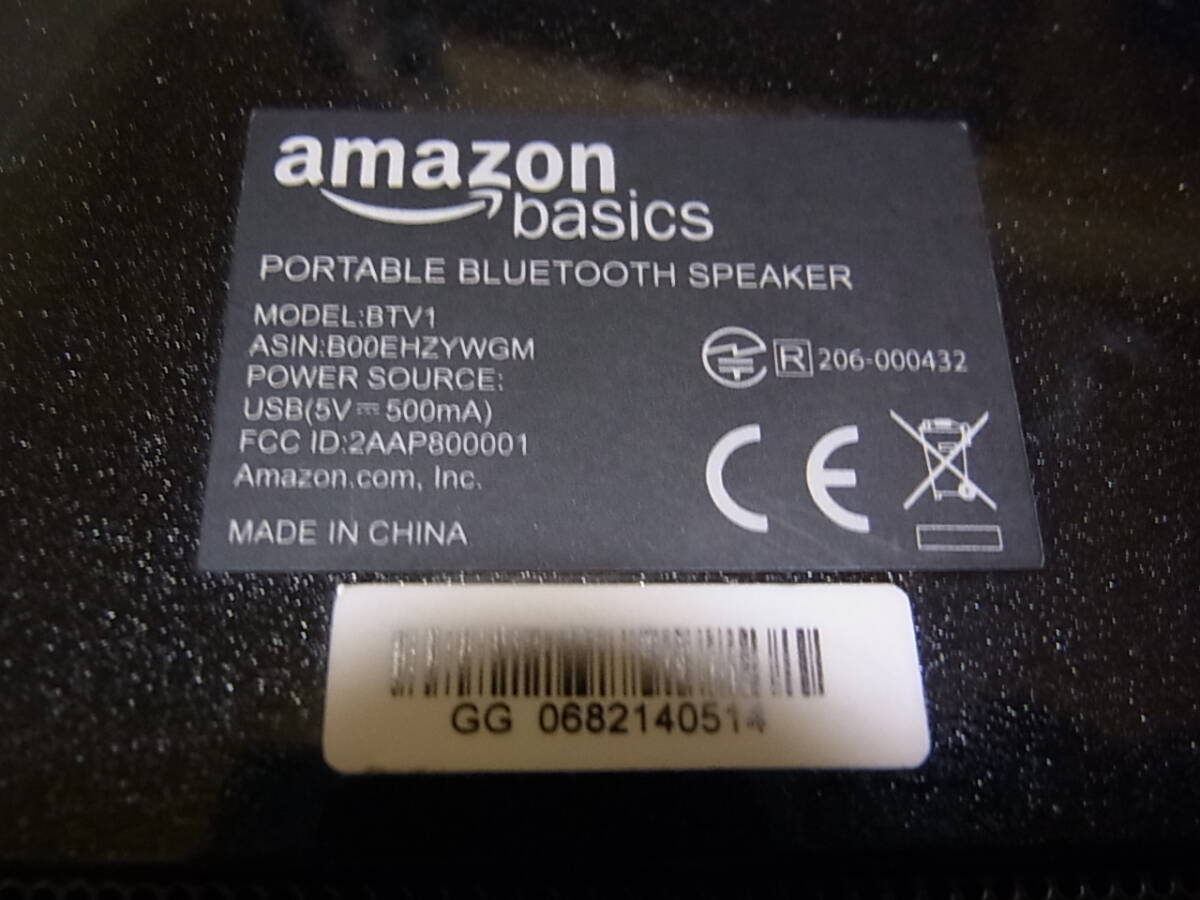 amazon
basics
PORTABLE BLUETOOTH SPEAKER
MODEL:BTV1
ASIN:B00EHZYWGM
POWER SOURCE:
USB(5V⎓500mA)
FCC ID:2AAP800001
Amazon.com, Inc.
MADE IN CHINA
R 206-000432
CE
GG 0682140514